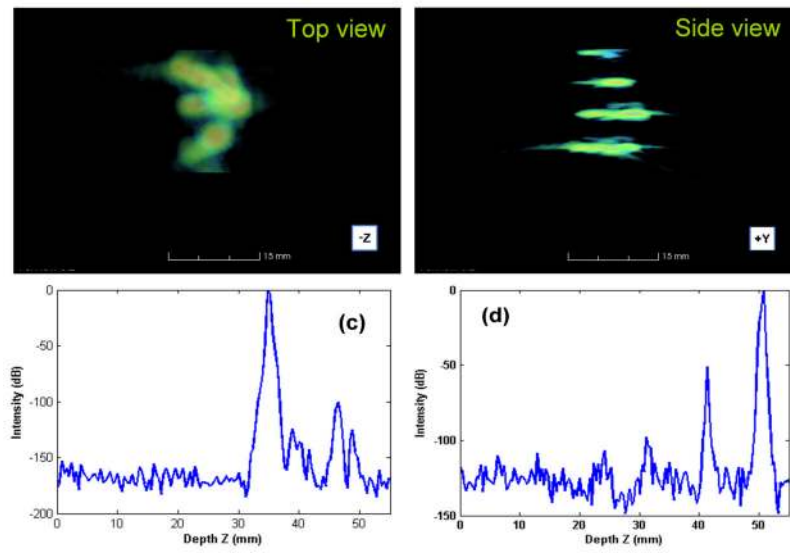 Top view
Side view
-Z
+Y
15 mm
15 mm
(c)
(d)
0
-50
-100
-150
-200
Intensity (dB)
0
10
20
30
40
50
Depth Z (mm)
0
-50
-100
-150
Intensity (dB)
0
10
20
30
40
50
Depth Z (mm)